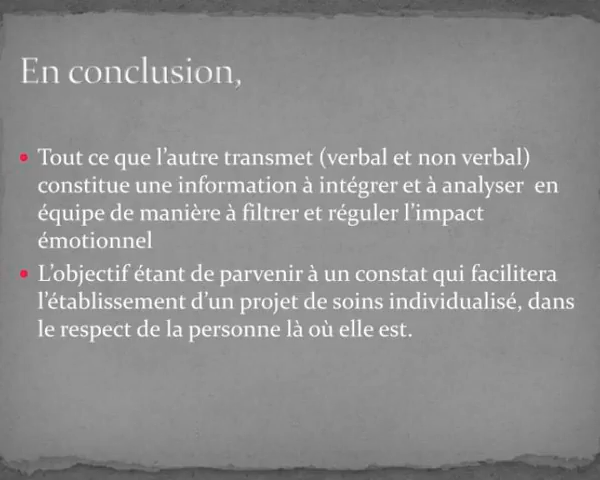 En conclusion,
• Tout ce que l’autre transmet (verbal et non verbal)
constitue une information à intégrer et à analyser  en
équipe de manière à filtrer et réguler l’impact
émotionnel
• L’objectif étant de parvenir à un constat qui facilitera
l’établissement d’un projet de soins individualisé, dans
le respect de la personne là où elle est.